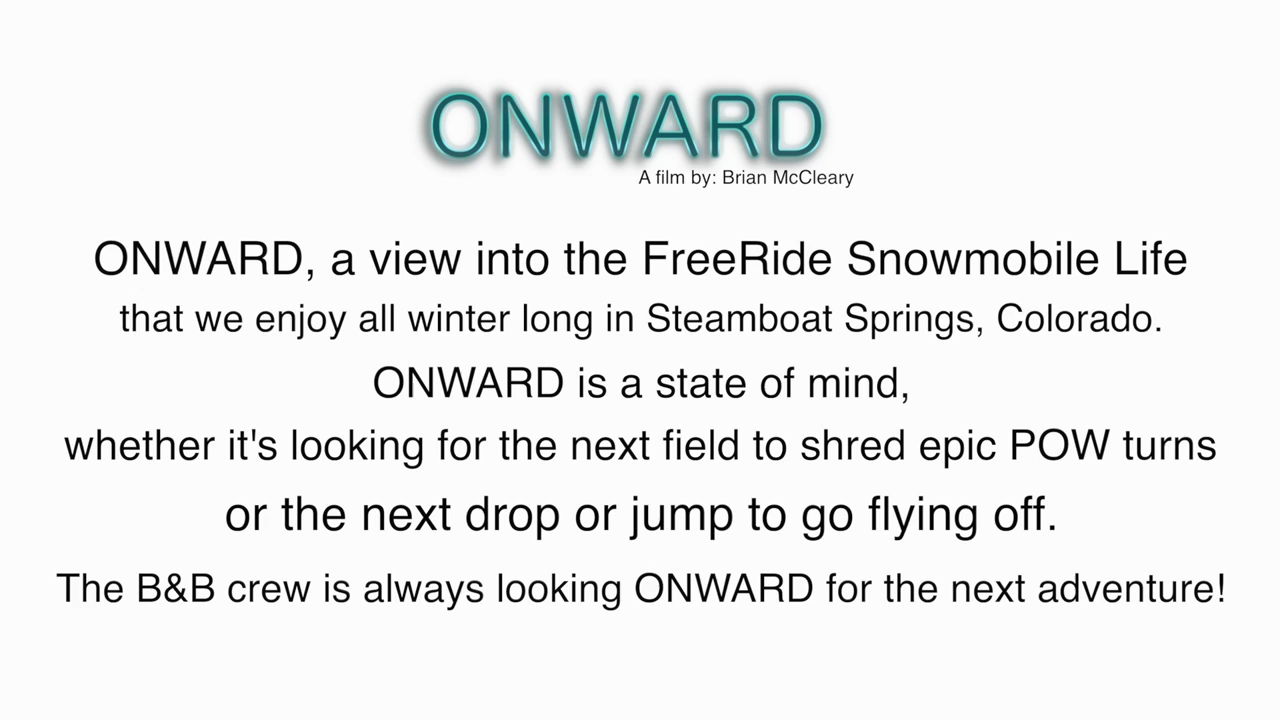 ONWARD
A film by: Brian McCleary
ONWARD, a view into the FreeRide Snowmobile Life
that we enjoy all winter long in Steamboat Springs, Colorado.
ONWARD is a state of mind,
whether it's looking for the next field to shred epic POW turns
or the next drop or jump to go flying off.
The B&B crew is always looking ONWARD for the next adventure!